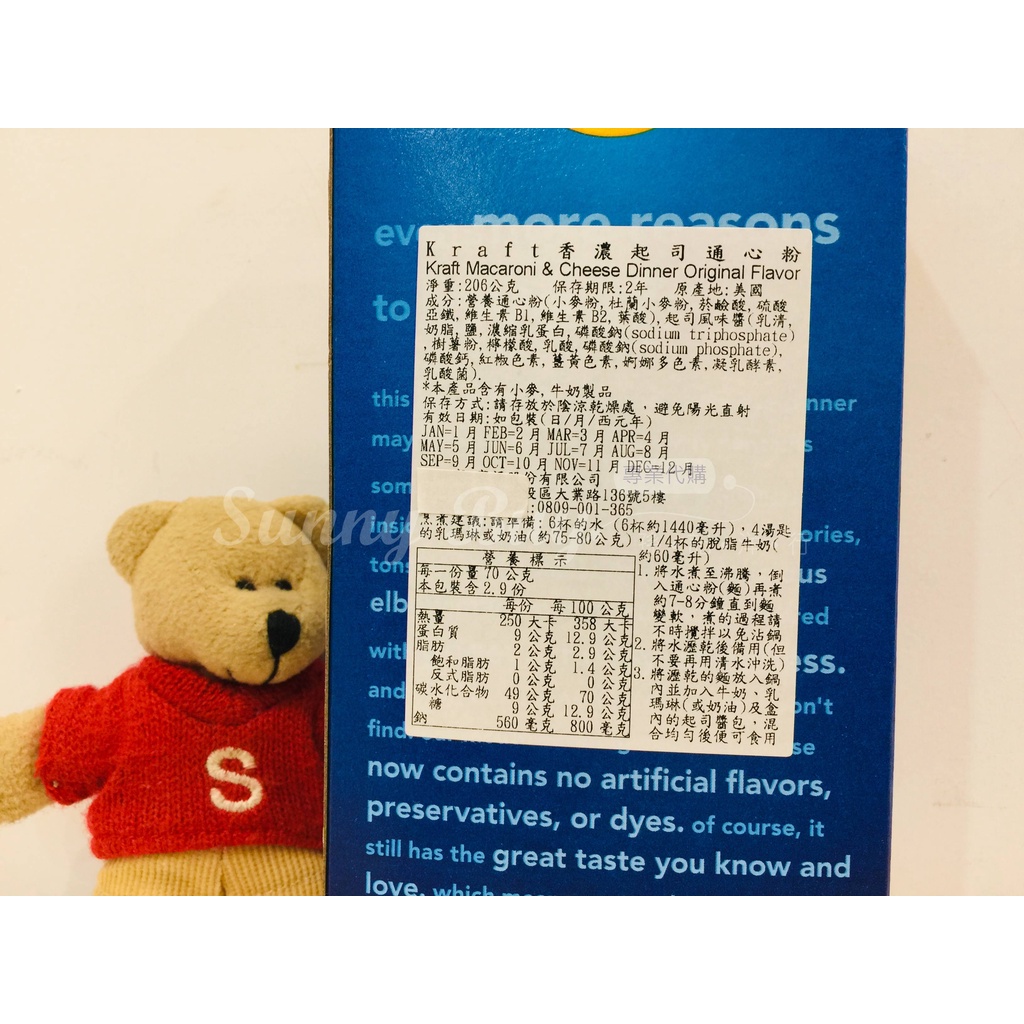 more reasons
to
this
may
som
insi
tons
elb
with
and
find
nner
s
ories,
us
red
ess.
on't
se
now contains no artificial flavors,
preservatives, or dyes. of course, it
still has the great taste you know and
love.
Kraft香濃起司通心粉
Kraft Macaroni & Cheese Dinner Original Flavor
淨重:206公克 保存期限:2年 原產地:美國
成分:營養通心粉(小麥粉,杜蘭小麥粉,菸鹼酸,硫酸
亞鐵,維生素B1,維生素B2,葉酸),起司風味醬(乳清,
奶脂,鹽,濃縮乳蛋白,磷酸鈉(sodium triphosphate)
,樹薯粉,檸檬酸,乳酸,磷酸鈉(sodium phosphate),
磷酸鈣,紅椒色素,薑黃色素,婀娜多色素,凝乳酵素,
乳酸菌).
*本產品含有小麥,牛奶製品
保存方式:請存放於陰涼乾燥處，避免陽光直射
有效日期:如包裝(日/月/西元年)
JAN=1月 FEB=2月 MAR=3月 APR=4月
MAY=5月 JUN=6月 JUL=7月 AUG=8月
SEP=9月 OCT=10月 NOV=11月 DEC=12月
份有限公司
專業代購
區大業路136號5樓
:0809-001-365
Sunny
烹煮建議:請準備：6杯的水（6杯約1440毫升），4湯匙
的乳瑪琳或奶油(約75-80公克)，1/4杯的脫脂牛奶(
約60毫升)
1. 將水煮至沸騰，倒
入通心粉(麵)再煮
約7-8分鐘直到麵
變軟，煮的過程請
不時攪拌以免沾鍋
2. 將水瀝乾後備用(但
不要再用清水沖洗)
3. 將瀝乾的麵放入鍋
內並加入牛奶、乳
瑪琳(或奶油)及盒
內的起司醬包，混
合均勻後便可食用
營養標示
每一份量 70公克
本包裝含 2.9份
每份 每100公克
熱量 250大卡 358大卡
蛋白質 9公克 12.9公克
脂肪 2公克 2.9公克
飽和脂肪 1公克 1.4公克
反式脂肪 0公克 0公克
碳水化合物 49公克 70公克
糖 9公克 12.9公克
鈉 560毫克 800毫克
S